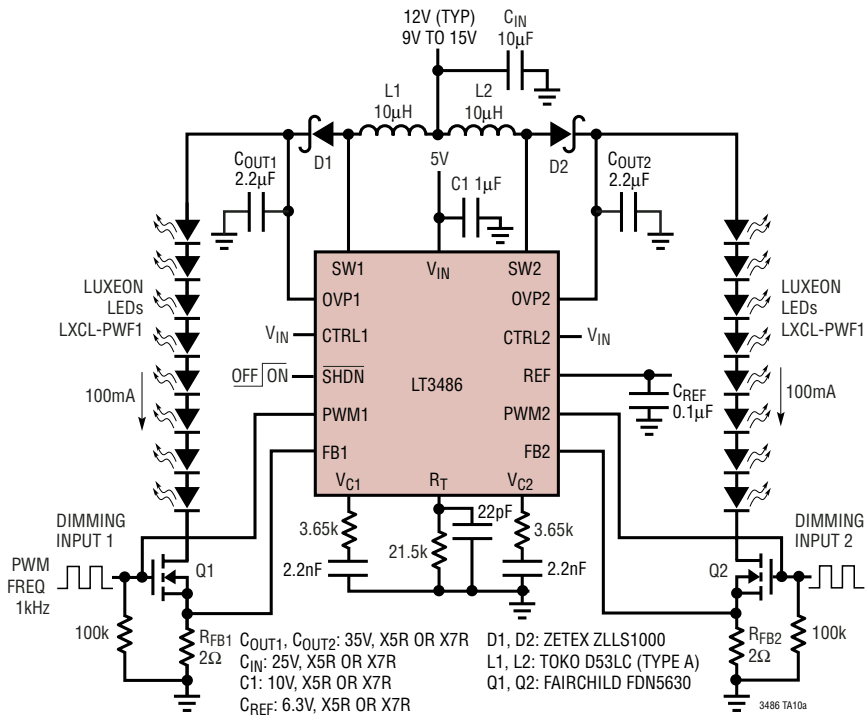 12V (TYP)
9V TO 15V
CIN
10µF
L1
10µH
L2
10µH
D1
5V
D2
COUT1
2.2µF
C1 1µF
COUT2
2.2µF
SW1
VIN
SW2
LUXEON
LEDs
LXCL-PWF1
OVP1
OVP2
LUXEON
LEDs
LXCL-PWF1
VIN
CTRL1
CTRL2
VIN
OFF ON
SHDN
LT3486
REF
100mA
CREF
0.1µF
100mA
PWM1
PWM2
FB1
FB2
VC1
RT
VC2
DIMMING
INPUT 1
3.65k
22pF
3.65k
DIMMING
INPUT 2
PWM
FREQ
1kHz
Q1
21.5k
2.2nF
2.2nF
Q2
100k
RFB1
2Ω
RFB2
2Ω
100k
COUT1, COUT2: 35V, X5R OR X7R
CIN: 25V, X5R OR X7R
C1: 10V, X5R OR X7R
CREF: 6.3V, X5R OR X7R
D1, D2: ZETEX ZLLS1000
L1, L2: TOKO D53LC (TYPE A)
Q1, Q2: FAIRCHILD FDN5630
3486 TA10a